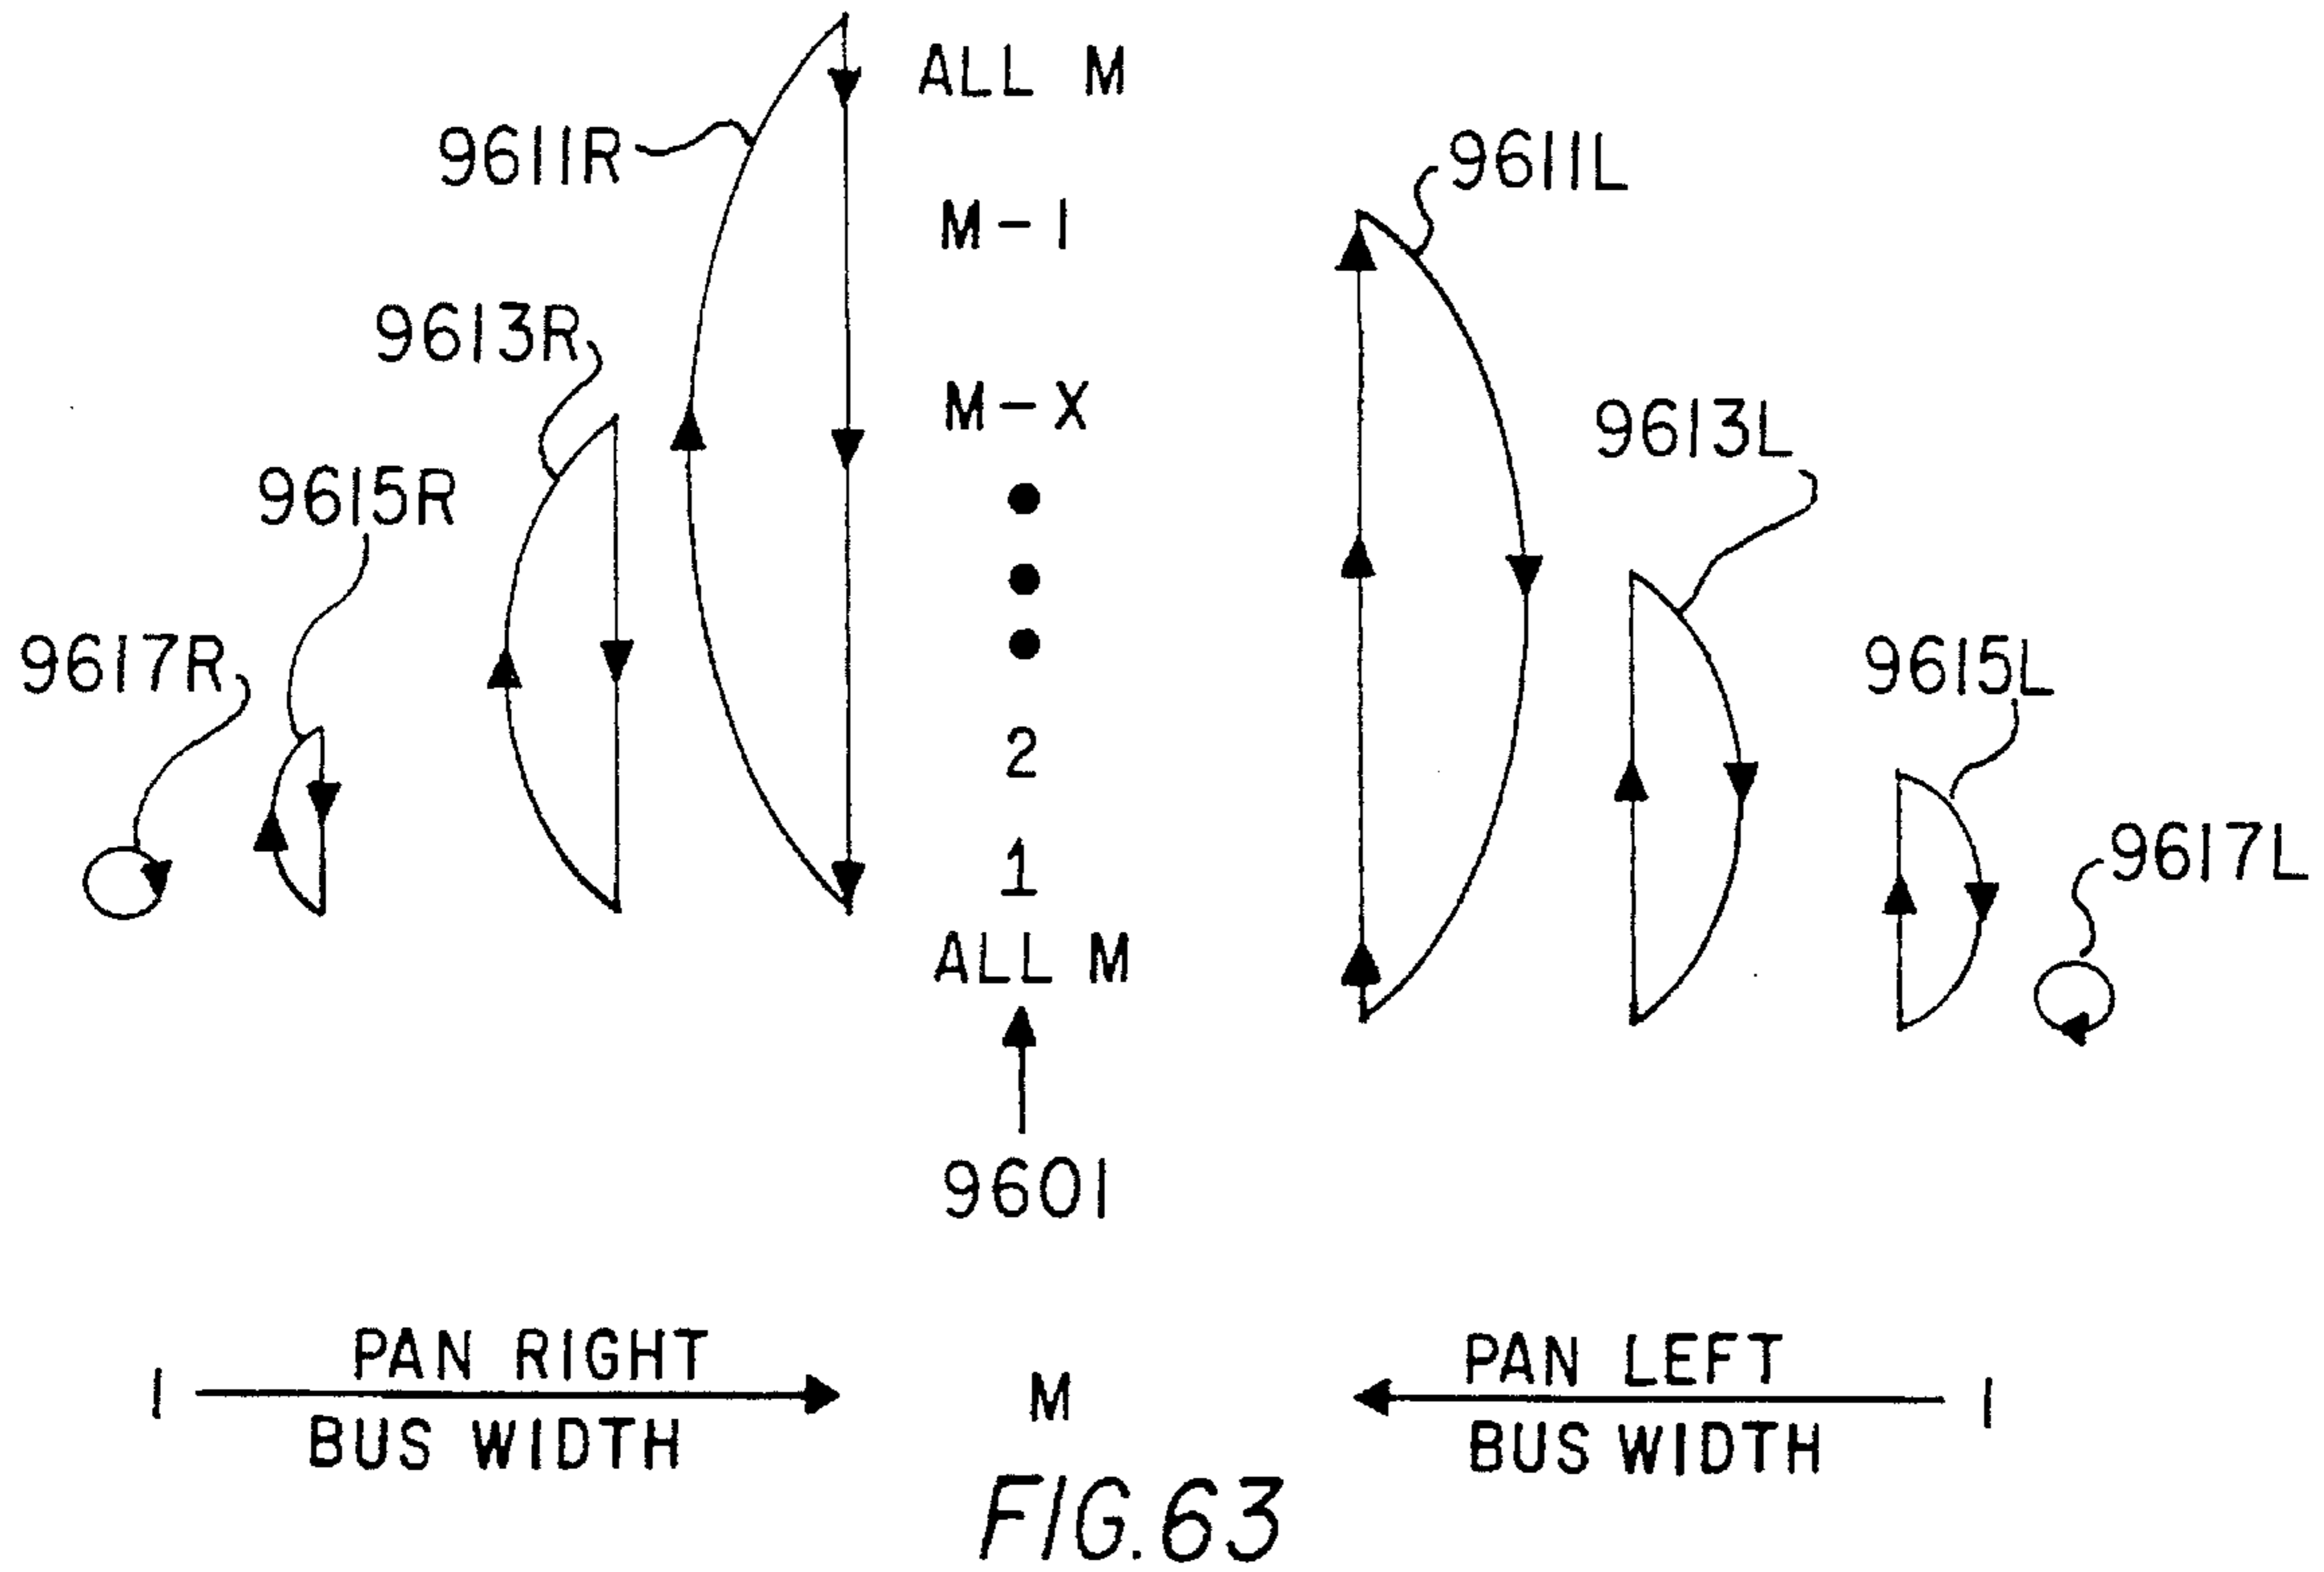 ALL M
9611R
9611L
M-1
9613R
M-X
9613L
9615R
9617R
9615L
2
1
9617L
ALL M
9601
PAN RIGHT
PAN LEFT
1
M
1
BUS WIDTH
BUS WIDTH
FIG.63